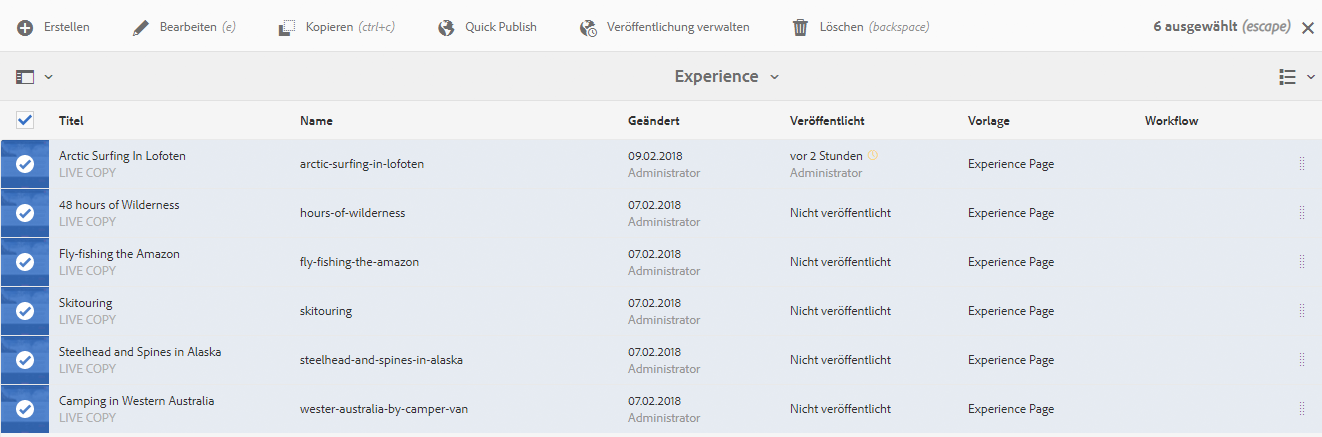 Erstellen Bearbeiten (e) Kopieren (ctrl+c) Quick Publish Veröffentlichung verwalten Löschen (backspace) 6 ausgewählt (escape)
Experience
Titel Name Geändert Veröffentlicht Vorlage Workflow
Arctic Surfing In Lofoten 09.02.2018 vor 2 Stunden
arctic-surfing-in-lofoten Experience Page
LIVE COPY Administrator Administrator
48 hours of Wilderness 07.02.2018
hours-of-wilderness Nicht veröffentlicht Experience Page
LIVE COPY Administrator
Fly-fishing the Amazon 07.02.2018
fly-fishing-the-amazon Nicht veröffentlicht Experience Page
LIVE COPY Administrator
Skitouring 07.02.2018
skitouring Nicht veröffentlicht Experience Page
LIVE COPY Administrator
Steelhead and Spines in Alaska 07.02.2018
steelhead-and-spines-in-alaska Nicht veröffentlicht Experience Page
LIVE COPY Administrator
Camping in Western Australia 07.02.2018
wester-australia-by-camper-van Nicht veröffentlicht Experience Page
LIVE COPY Administrator